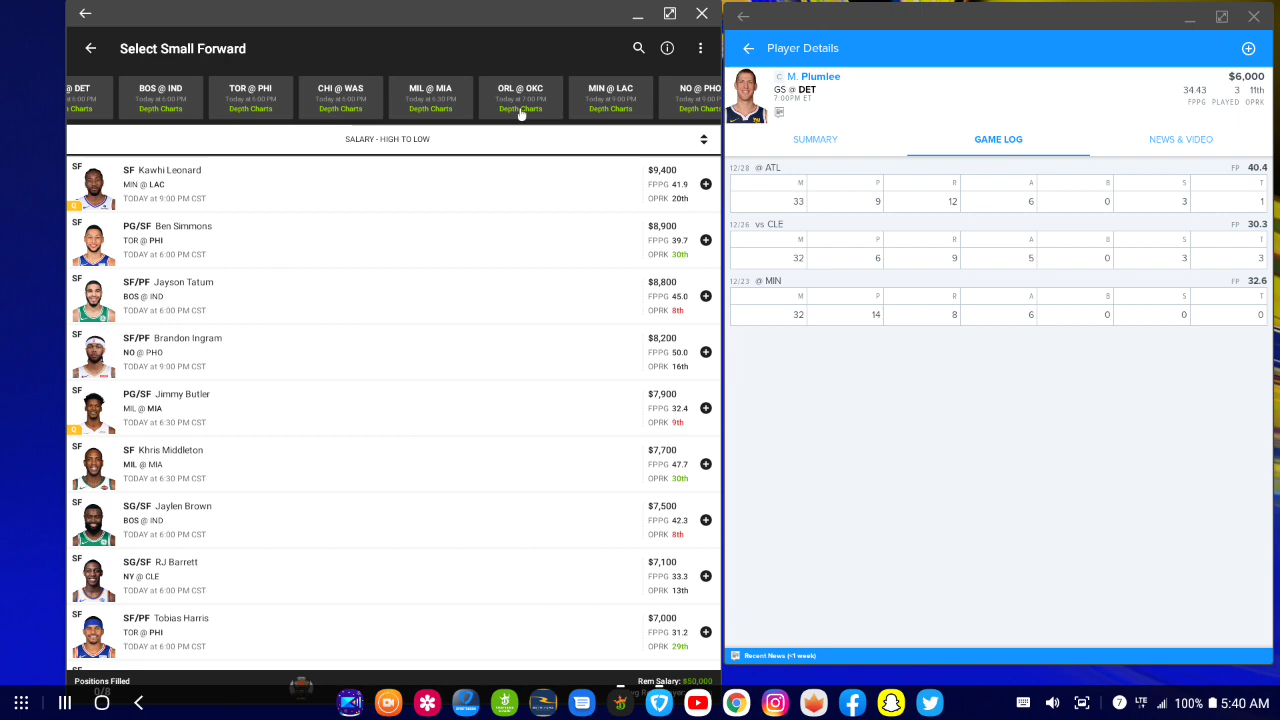 Select Small Forward
@ DET
BOS @ IND
TOR @ PHI
CHI @ WAS
MIL @ MIA
ORL @ OKC
MIN @ LAC
NO @ PHO
6:00 PM
Today at 6:00 PM
Today at 6:00 PM
Today at 6:00 PM
Today at 6:30 PM
Today at 7:00 PM
Today at 9:00 PM
Today at 9:00 PM
Charts
Depth Charts
Depth Charts
Depth Charts
Depth Charts
Depth Charts
Depth Charts
Depth Charts
SALARY - HIGH TO LOW
SF
SF Kawhi Leonard
$9,400
MIN @ LAC
FPPG 41.9
Q
TODAY at 9:00 PM CST
OPRK 20th
SF
PG/SF Ben Simmons
$8,900
TOR @ PHI
FPPG 39.7
TODAY at 6:00 PM CST
OPRK 30th
SF
SF/PF Jayson Tatum
$8,800
BOS @ IND
FPPG 45.0
TODAY at 6:00 PM CST
OPRK 8th
SF
SF/PF Brandon Ingram
$8,200
NO @ PHO
FPPG 50.0
TODAY at 9:00 PM CST
OPRK 16th
SF
PG/SF Jimmy Butler
$7,900
MIL @ MIA
FPPG 32.4
Q
TODAY at 6:30 PM CST
OPRK 9th
SF
SF Khris Middleton
$7,700
MIL @ MIA
FPPG 47.7
TODAY at 6:30 PM CST
OPRK 30th
SF
SG/SF Jaylen Brown
$7,500
BOS @ IND
FPPG 42.3
TODAY at 6:00 PM CST
OPRK 8th
SF
SG/SF RJ Barrett
$7,100
NY @ CLE
FPPG 33.3
TODAY at 6:00 PM CST
OPRK 13th
SF
SF/PF Tobias Harris
$7,000
TOR @ PHI
FPPG 31.2
TODAY at 6:00 PM CST
OPRK 29th
Positions Filled
0/8
Rem Salary: $50,000
Player Details
C M. Plumlee
$6,000
GS @ DET
34.43 3 11th
7:00PM ET
FPPG PLAYED OPRK
SUMMARY
GAME LOG
NEWS & VIDEO
12/28 @ ATL
FP 40.4
M P R A B S T
33 9 12 6 0 3 1
12/26 vs CLE
FP 30.3
M P R A B S T
32 6 9 5 0 3 3
12/23 @ MIN
FP 32.6
M P R A B S T
32 14 8 6 0 0 0
Recent News (<1 week)
7
LTE
100%
5:40 AM